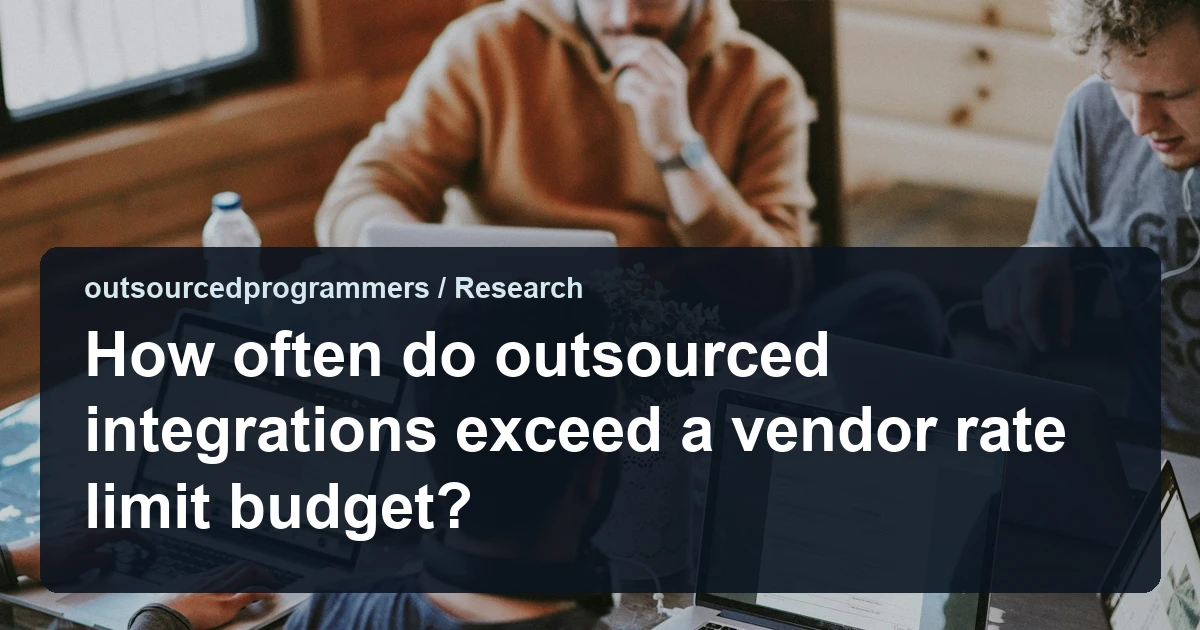 outsourcedprogrammers / Research
How often do outsourced
integrations exceed a vendor rate
limit budget?